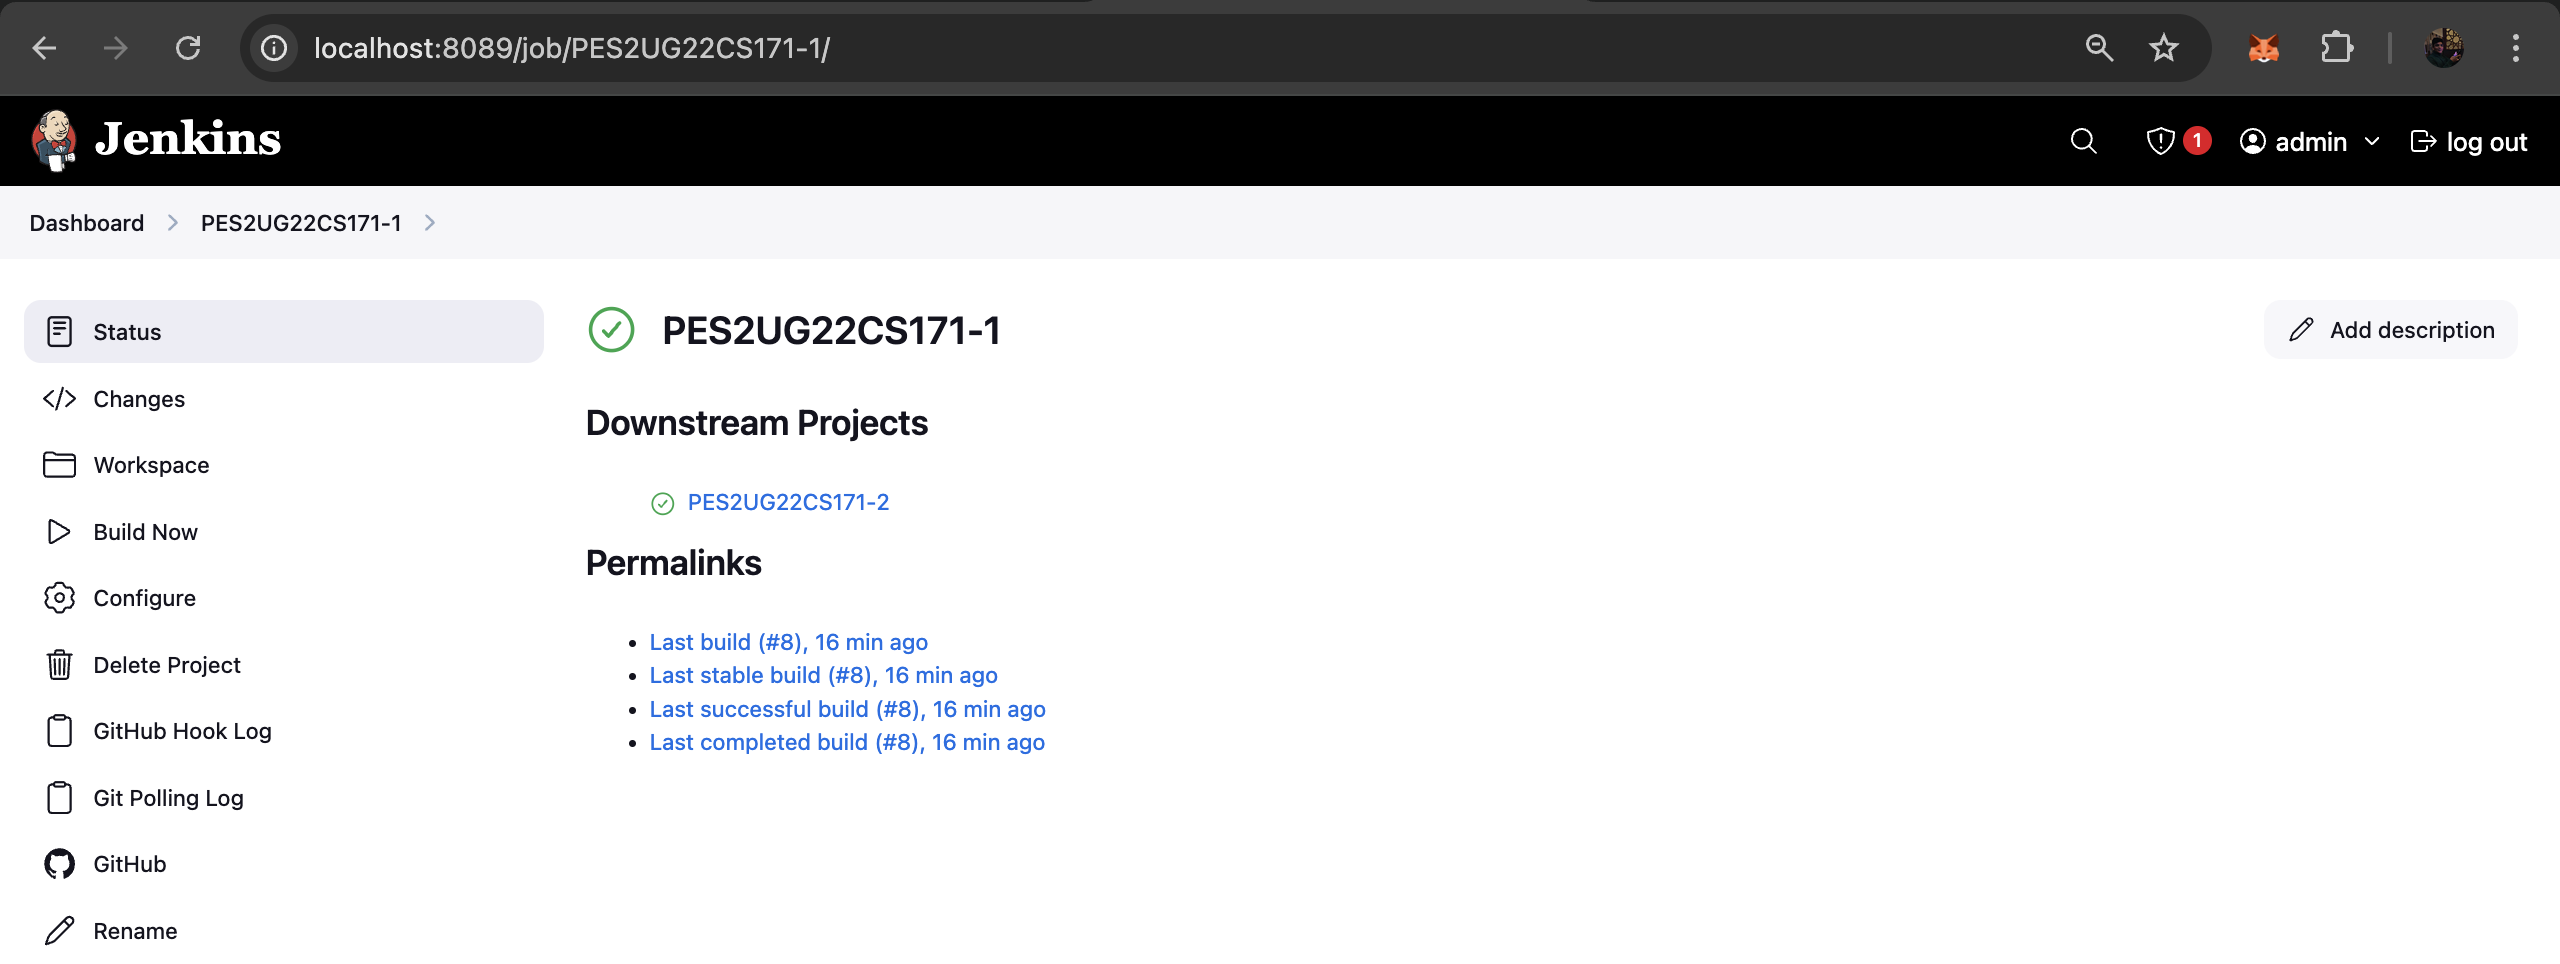 localhost:8089/job/PES2UG22CS171-1/
Jenkins
1
admin
log out
Dashboard
PES2UG22CS171-1
Status
Changes
Workspace
Build Now
Configure
Delete Project
GitHub Hook Log
Git Polling Log
GitHub
Rename
PES2UG22CS171-1
Add description
Downstream Projects
PES2UG22CS171-2
Permalinks
Last build (#8), 16 min ago
Last stable build (#8), 16 min ago
Last successful build (#8), 16 min ago
Last completed build (#8), 16 min ago